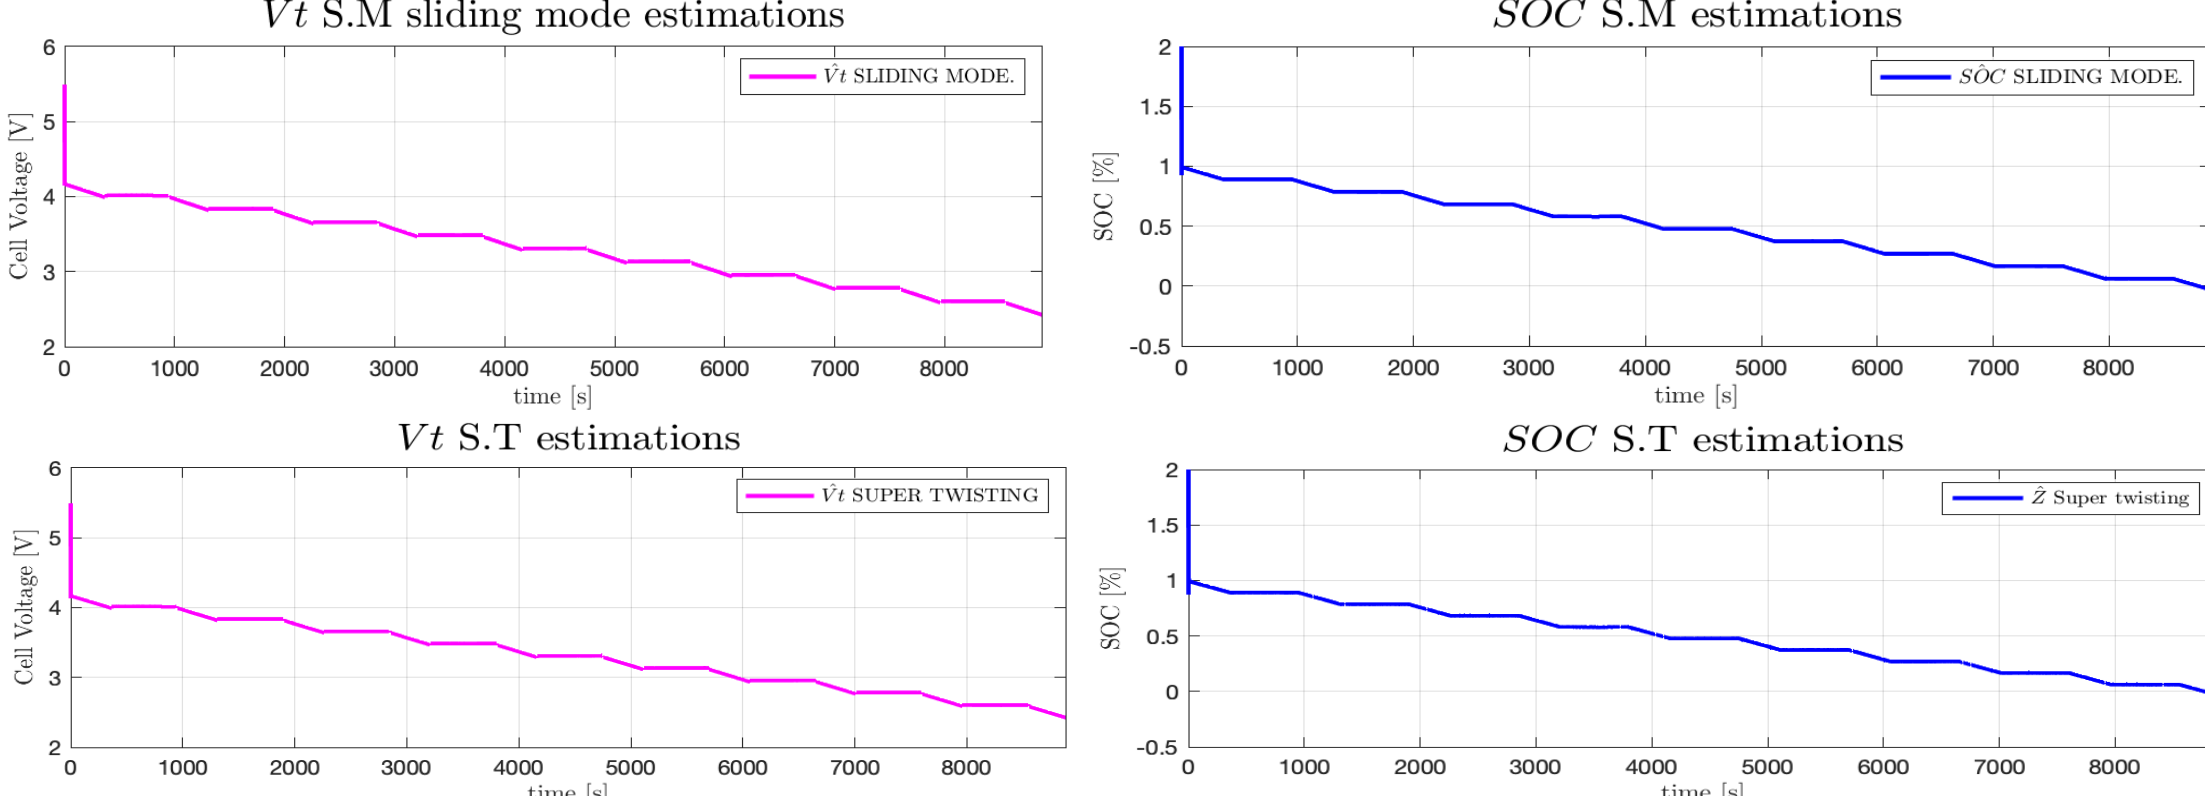 Vt S.M sliding mode estimations
6
5
4
3
2
Cell Voltage [V]
V̂t SLIDING MODE.
0 1000 2000 3000 4000 5000 6000 7000 8000
time [s]
SOC S.M estimations
2
1.5
1
0.5
0
-0.5
SOC [%]
SÔC SLIDING MODE.
0 1000 2000 3000 4000 5000 6000 7000 8000
time [s]
Vt S.T estimations
6
5
4
3
2
Cell Voltage [V]
V̂t SUPER TWISTING
0 1000 2000 3000 4000 5000 6000 7000 8000
time [s]
SOC S.T estimations
2
1.5
1
0.5
0
-0.5
SOC [%]
Ẑ Super twisting
0 1000 2000 3000 4000 5000 6000 7000 8000
time [s]